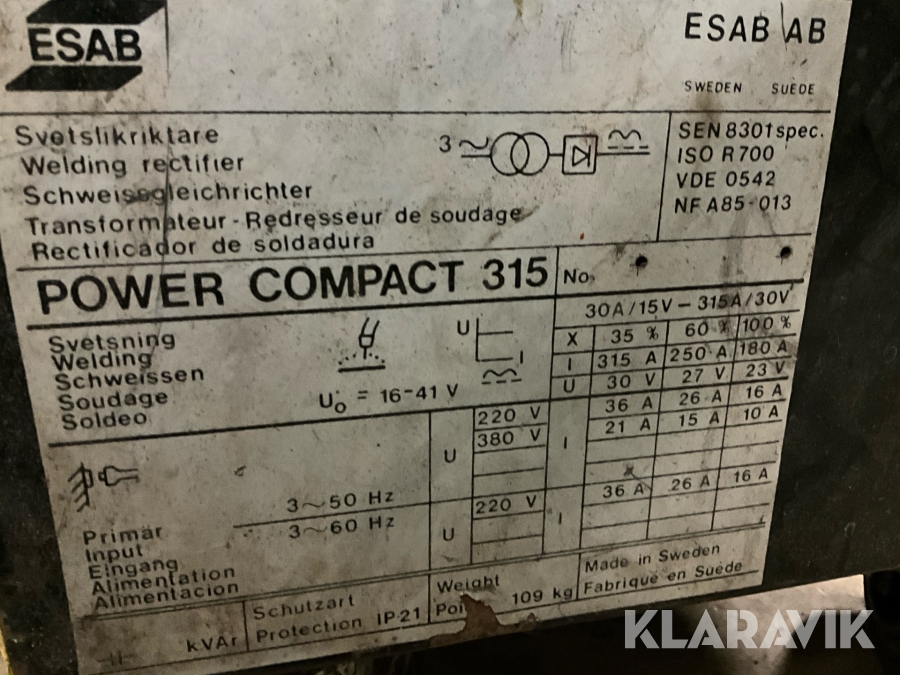 ESAB
ESAB AB
SWEDEN SUÈDE
Svetslikriktare
Welding rectifier
Schweissgleichrichter
Transformateur-Redresseur de soudage
Rectificador de soldadura
3~
SEN 8301 spec.
ISO R 700
VDE 0542
NF A85-013
POWER COMPACT 315
No.
30A/15V – 315A/30V
X 35 % 60 % 100 %
I 315 A 250 A 180 A
U 30 V 27 V 23 V
Svetsning
Welding
Schweissen
Soudage
Soldeo
U
I
U₀ = 16-41 V
U 220 V I 36 A 26 A 16 A
380 V 21 A 15 A 10 A
3~50 Hz
3~60 Hz
U 220 V I 36 A 26 A 16 A
Primär
Input
Eingang
Alimentation
Alimentacion
kVAr
Schutzart
Protection IP 21
Weight
109 kg
Made in Sweden
Fabriqué en Suède
KLARAVIK